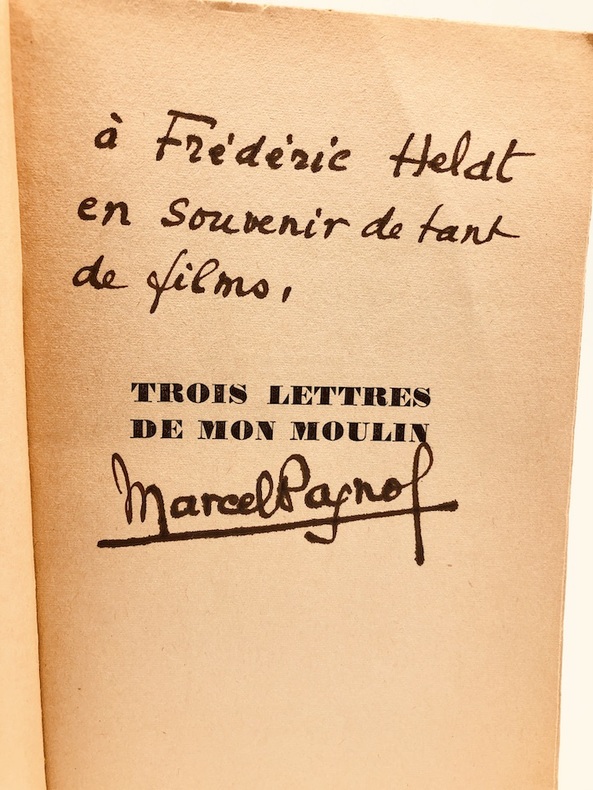 à Frédéric Heldt
en souvenir de tant
de films,
TROIS LETTRES
DE MON MOULIN
Marcel Pagnol